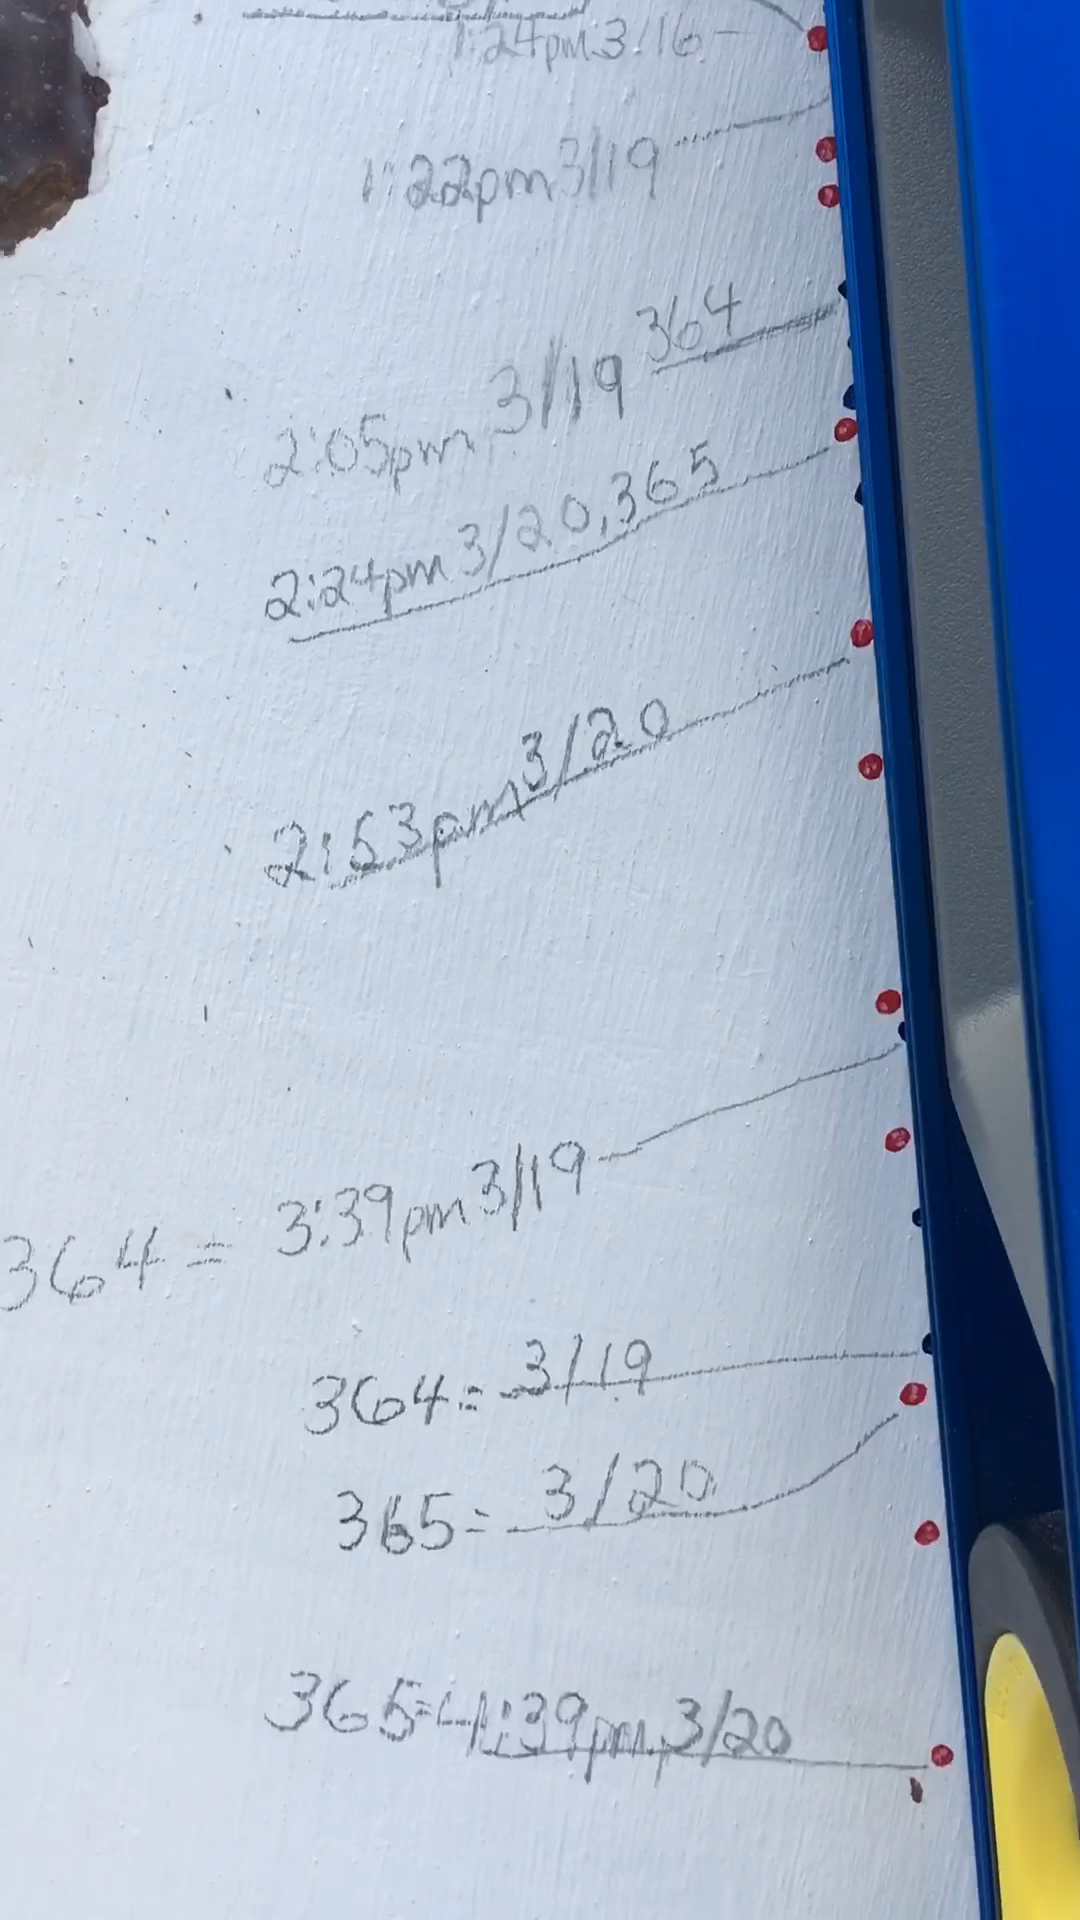 1:24pm 3/16
1:22pm 3/19
2:05pm 3/19 364
2:24pm 3/20, 365
2:53pm 3/20
364 = 3:39pm 3/19
364 = 3/19
365 = 3/20
365 = 4:39pm, 3/20